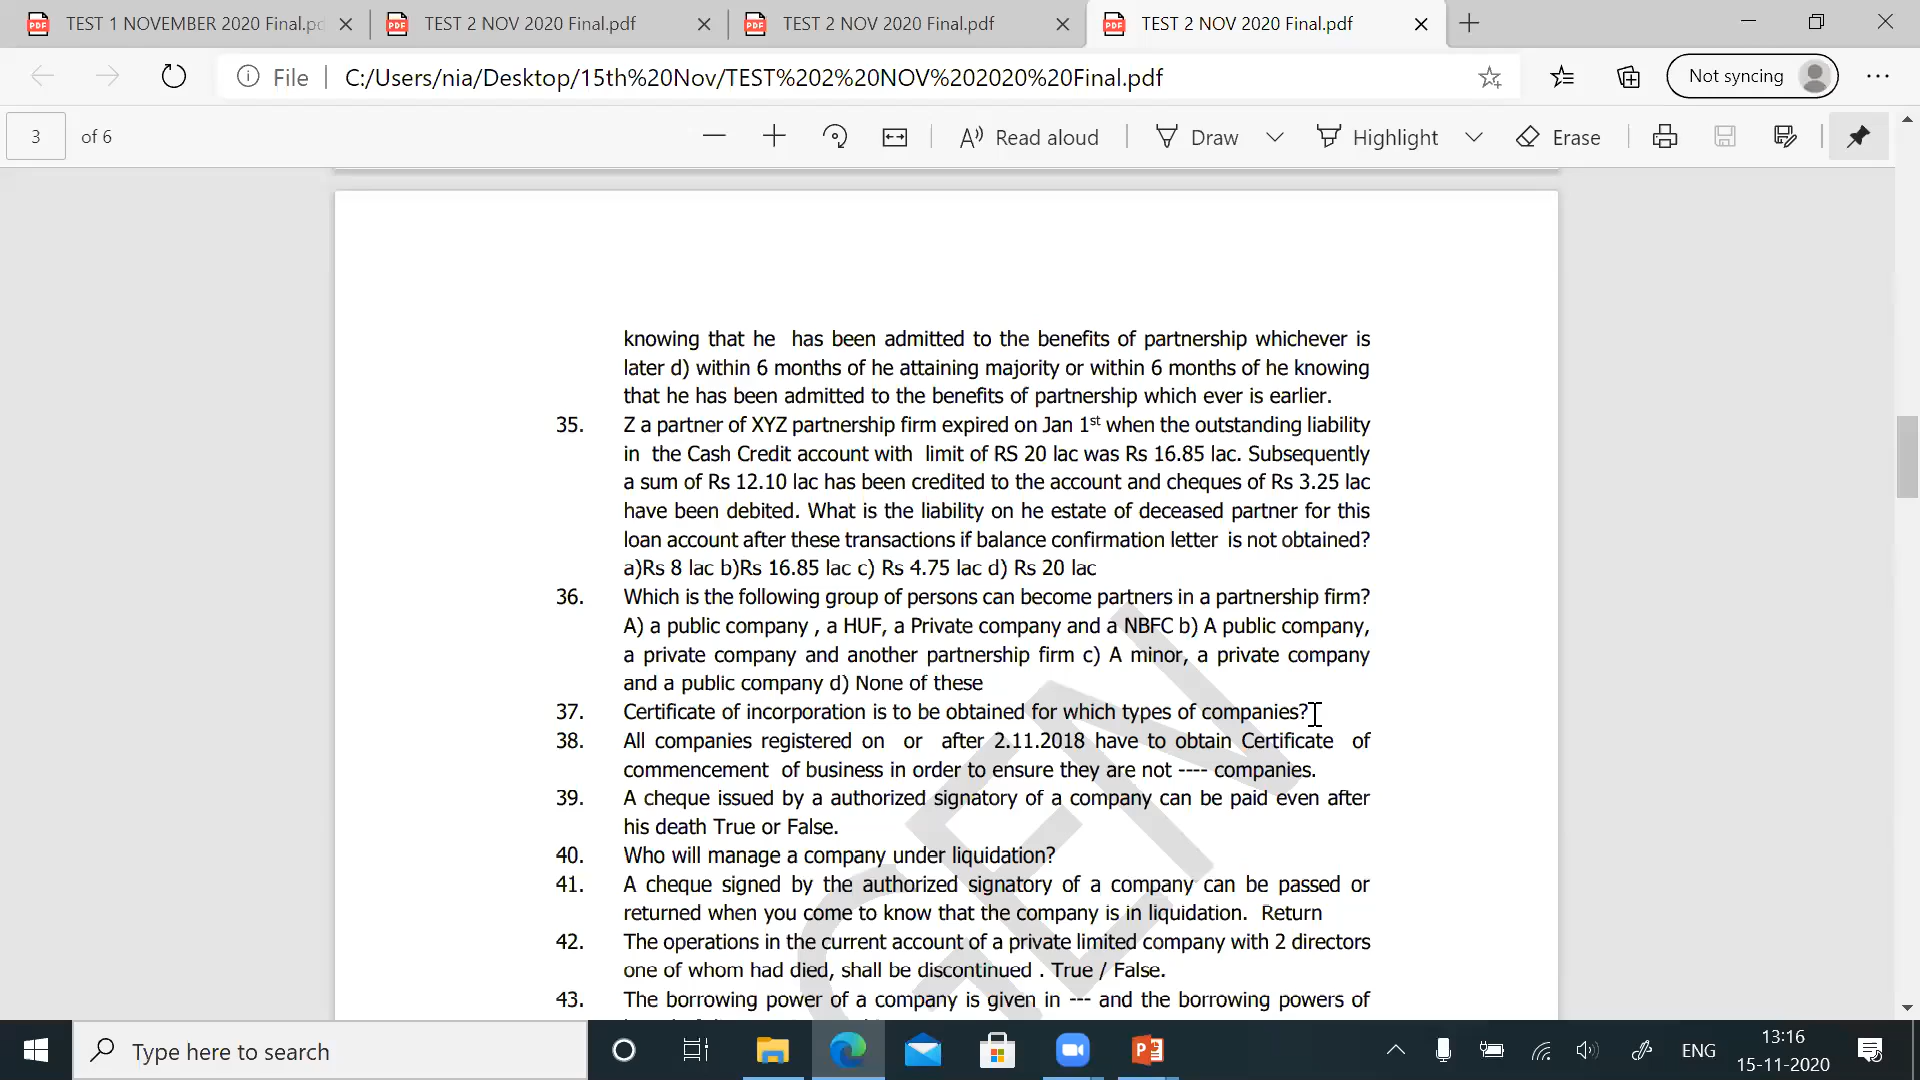 TEST 1 NOVEMBER 2020 Final.pd
TEST 2 NOV 2020 Final.pdf
TEST 2 NOV 2020 Final.pdf
TEST 2 NOV 2020 Final.pdf
File
C:/Users/nia/Desktop/15th%20Nov/TEST%202%20NOV%202020%20Final.pdf
Not syncing
3 of 6
Read aloud
Draw
Highlight
Erase
knowing that he has been admitted to the benefits of partnership whichever is
later d) within 6 months of he attaining majority or within 6 months of he knowing
that he has been admitted to the benefits of partnership which ever is earlier.
35. Z a partner of XYZ partnership firm expired on Jan 1st when the outstanding liability
in the Cash Credit account with limit of RS 20 lac was Rs 16.85 lac. Subsequently
a sum of Rs 12.10 lac has been credited to the account and cheques of Rs 3.25 lac
have been debited. What is the liability on he estate of deceased partner for this
loan account after these transactions if balance confirmation letter is not obtained?
a)Rs 8 lac b)Rs 16.85 lac c) Rs 4.75 lac d) Rs 20 lac
36. Which is the following group of persons can become partners in a partnership firm?
A) a public company , a HUF, a Private company and a NBFC b) A public company,
a private company and another partnership firm c) A minor, a private company
and a public company d) None of these
37. Certificate of incorporation is to be obtained for which types of companies?
38. All companies registered on or after 2.11.2018 have to obtain Certificate of
commencement of business in order to ensure they are not ---- companies.
39. A cheque issued by a authorized signatory of a company can be paid even after
his death True or False.
40. Who will manage a company under liquidation?
41. A cheque signed by the authorized signatory of a company can be passed or
returned when you come to know that the company is in liquidation. Return
42. The operations in the current account of a private limited company with 2 directors
one of whom had died, shall be discontinued . True / False.
43. The borrowing power of a company is given in --- and the borrowing powers of
GEN
Type here to search
ENG
13:16
15-11-2020